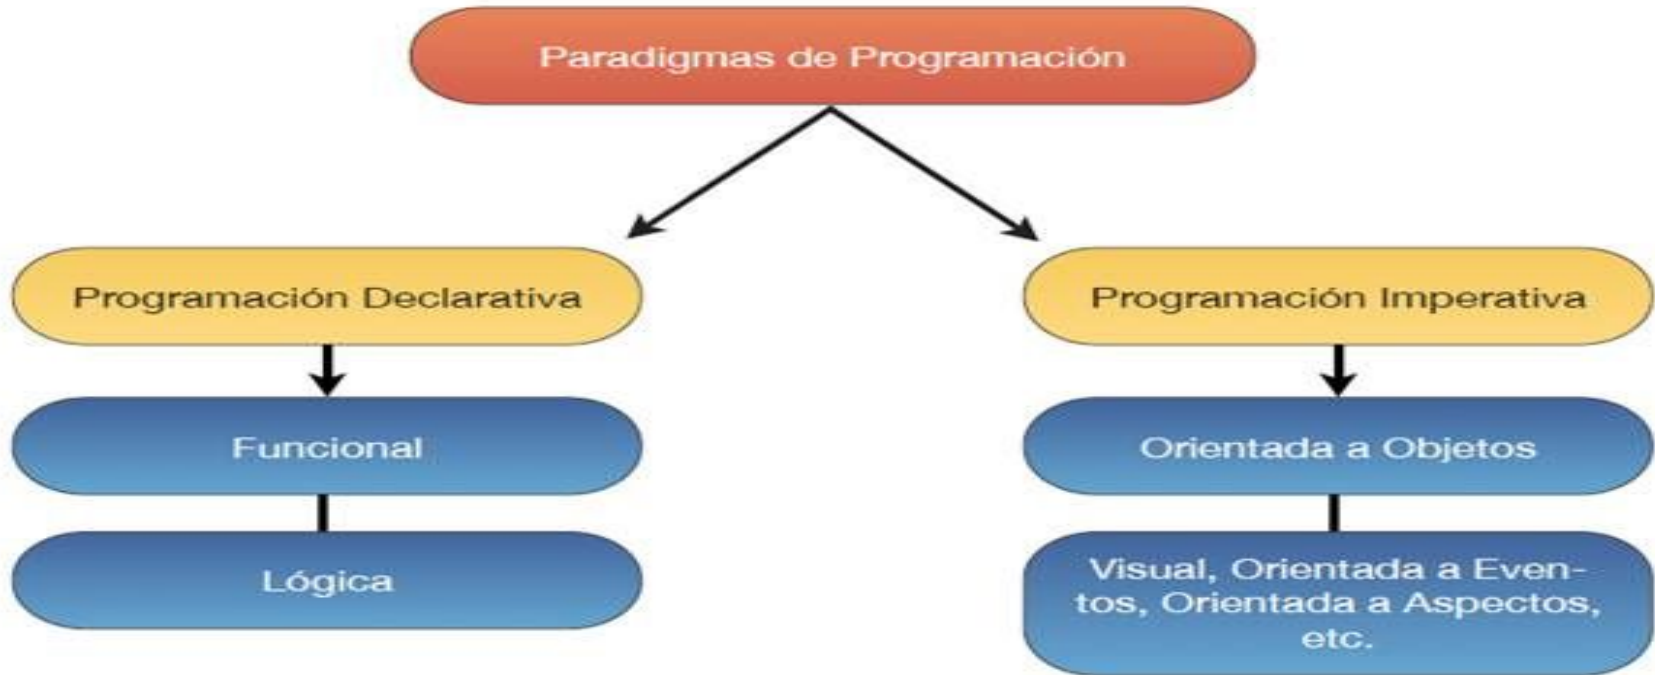 Paradigmas de Programación
Programación Declarativa
Funcional
Lógica
Programación Imperativa
Orientada a Objetos
Visual, Orientada a Even-
tos, Orientada a Aspectos,
etc.